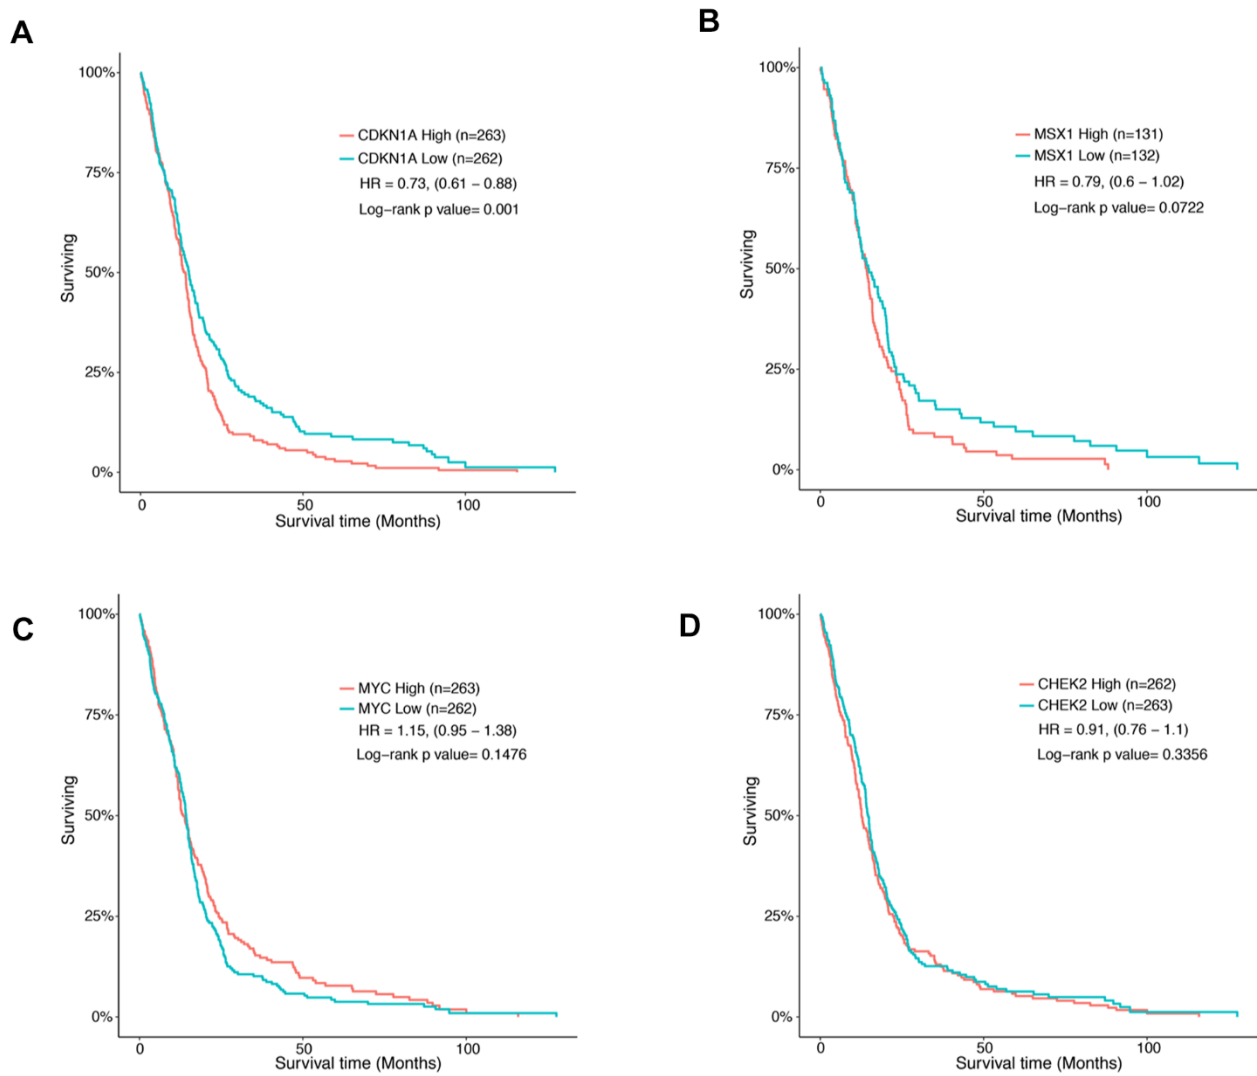 A
100%
75%
50%
25%
0%
Surviving
CDKN1A High (n=263)
CDKN1A Low (n=262)
HR = 0.73, (0.61 − 0.88)
Log−rank p value= 0.001
0 50 100
Survival time (Months)
B
100%
75%
50%
25%
0%
Surviving
MSX1 High (n=131)
MSX1 Low (n=132)
HR = 0.79, (0.6 − 1.02)
Log−rank p value= 0.0722
0 50 100
Survival time (Months)
C
100%
75%
50%
25%
0%
Surviving
MYC High (n=263)
MYC Low (n=262)
HR = 1.15, (0.95 − 1.38)
Log−rank p value= 0.1476
0 50 100
Survival time (Months)
D
100%
75%
50%
25%
0%
Surviving
CHEK2 High (n=262)
CHEK2 Low (n=263)
HR = 0.91, (0.76 − 1.1)
Log−rank p value= 0.3356
0 50 100
Survival time (Months)